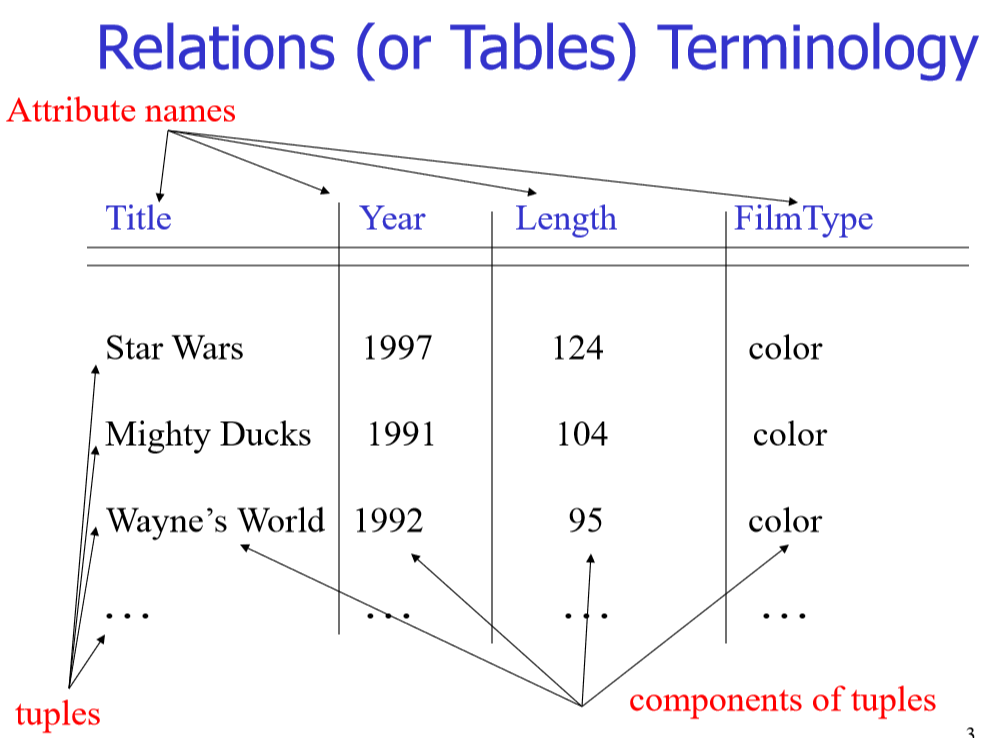 Relations (or Tables) Terminology
Attribute names
Title Year Length FilmType
Star Wars 1997 124 color
Mighty Ducks 1991 104 color
Wayne’s World 1992 95 color
... ... ... ...
components of tuples
tuples
3